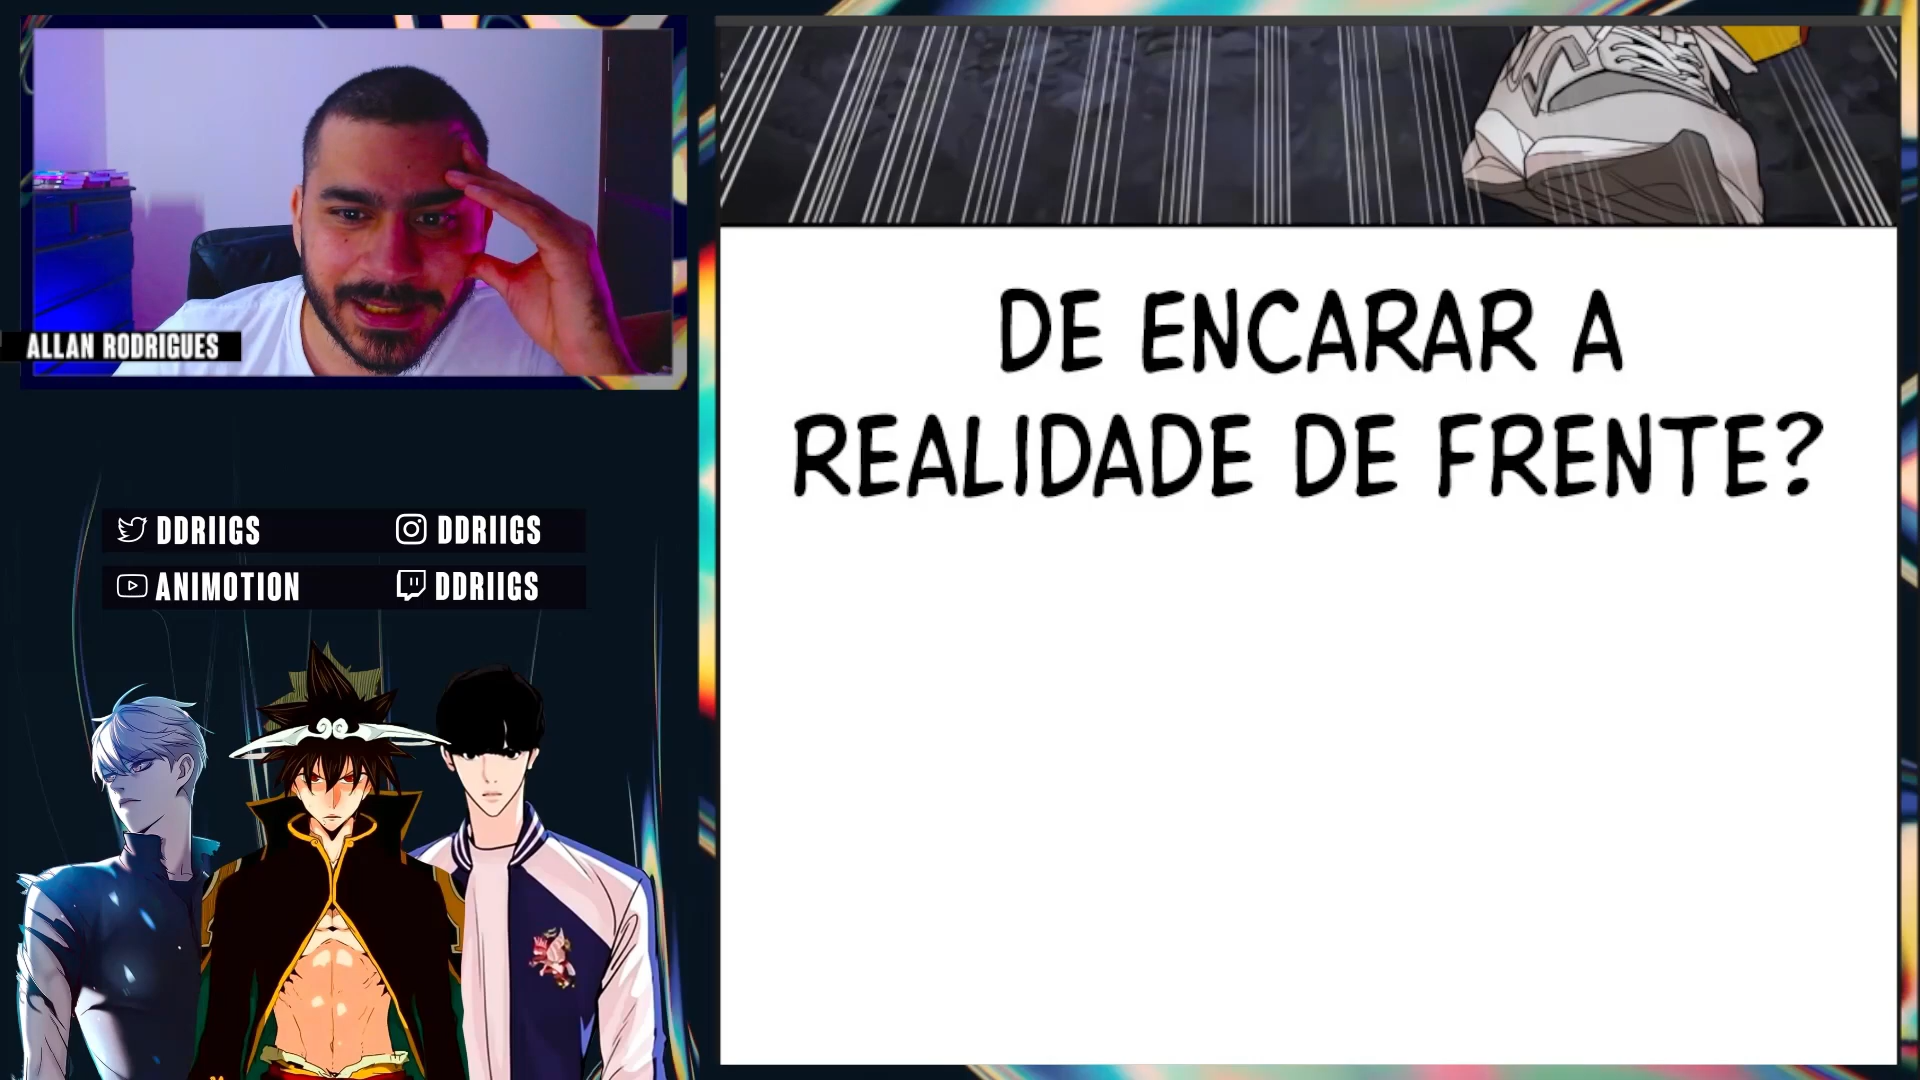 ALLAN RODRIGUES
DDRIIGS
DDRIIGS
ANIMOTION
DDRIIGS
DE ENCARAR A
REALIDADE DE FRENTE?